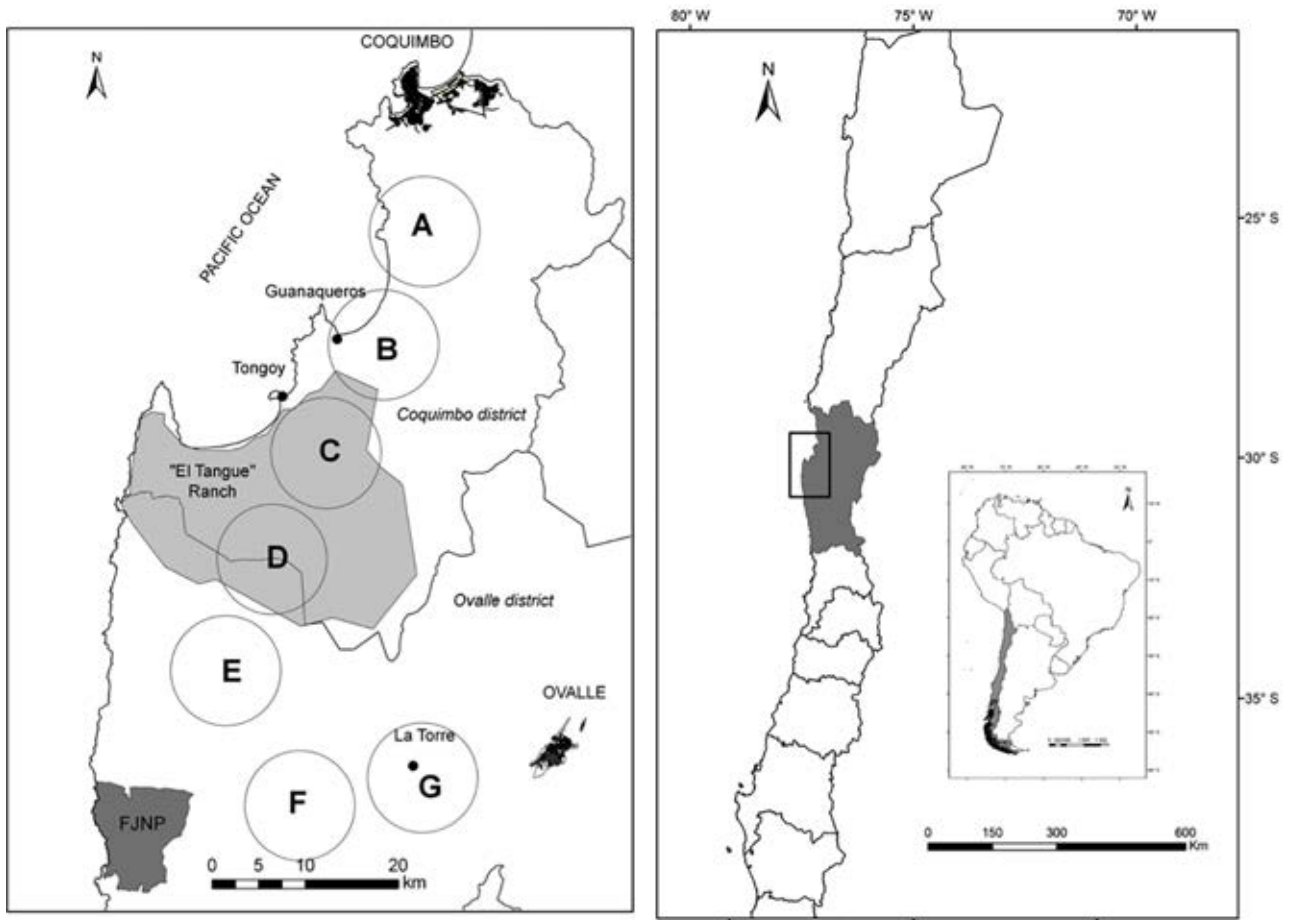 COQUIMBO
N
PACIFIC OCEAN
A
Guanaqueros
B
Tongoy
Coquimbo district
C
"El Tangue"
Ranch
D
Ovalle district
E
OVALLE
La Torre
G
F
FJNP
0 5 10 20
km
80° W 75° W 70° W
N
25° S
30° S
35° S
N
0 150 300 600
Km